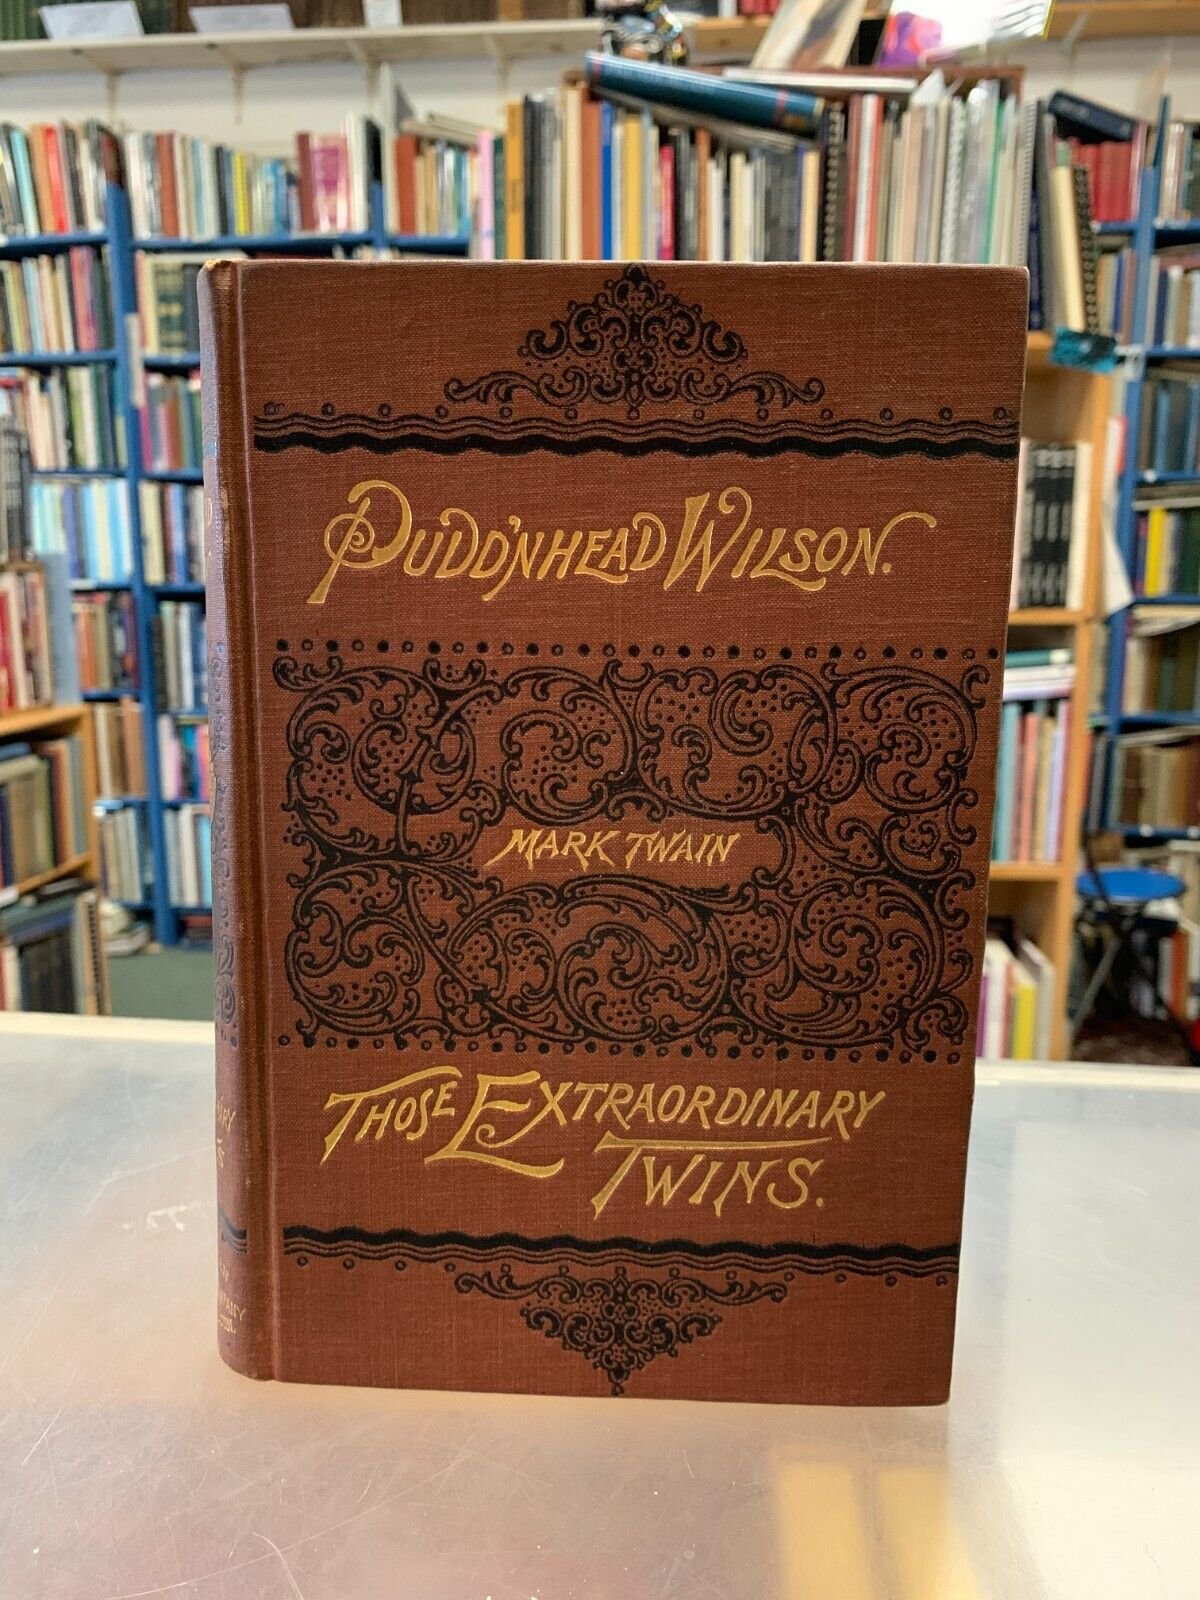 PUDD'NHEAD WILSON.
MARK TWAIN
THOSE EXTRAORDINARY
TWINS.